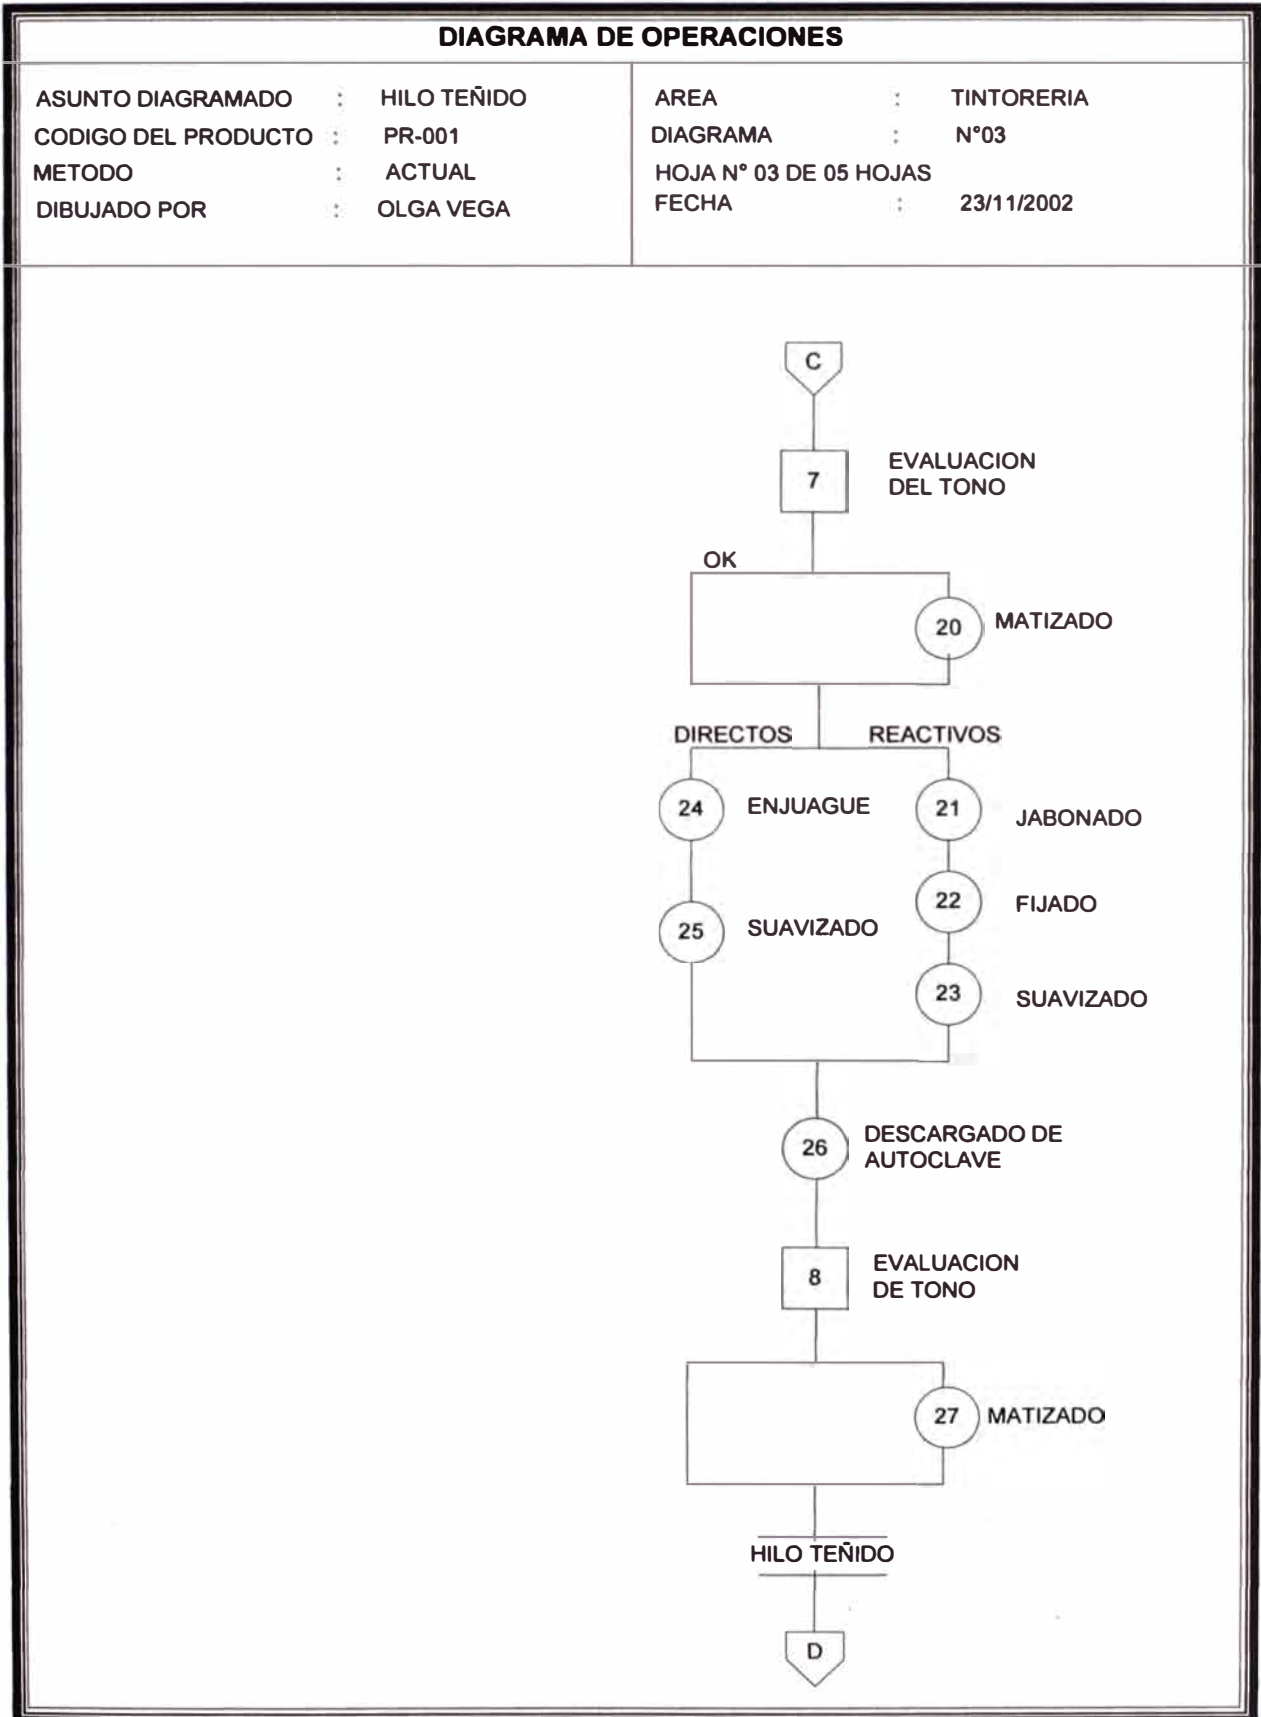 DIAGRAMA DE OPERACIONES
ASUNTO DIAGRAMADO : HILO TEÑIDO
CODIGO DEL PRODUCTO : PR-001
METODO : ACTUAL
DIBUJADO POR : OLGA VEGA
AREA : TINTORERIA
DIAGRAMA : N°03
HOJA N° 03 DE 05 HOJAS
FECHA : 23/11/2002
C
7
EVALUACION
DEL TONO
OK
20
MATIZADO
DIRECTOS
REACTIVOS
24
ENJUAGUE
21
JABONADO
22
FIJADO
25
SUAVIZADO
23
SUAVIZADO
26
DESCARGADO DE
AUTOCLAVE
8
EVALUACION
DE TONO
27
MATIZADO
HILO TEÑIDO
D